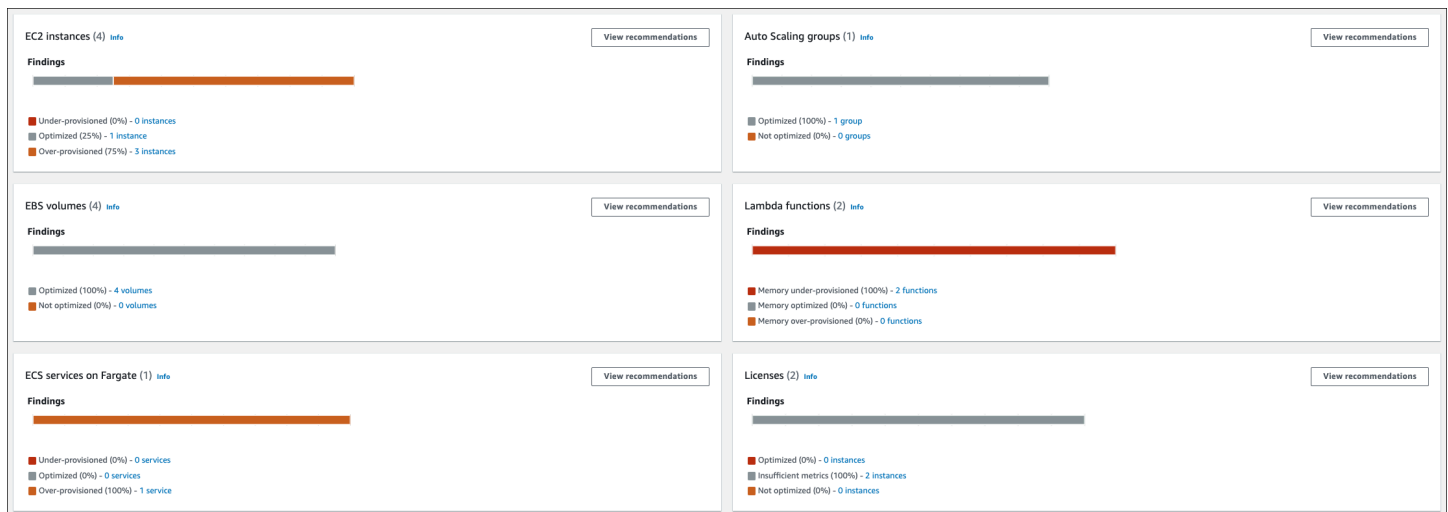 EC2 instances (4) Info
View recommendations
Findings
Under-provisioned (0%) - 0 instances
Optimized (25%) - 1 instance
Over-provisioned (75%) - 3 instances
Auto Scaling groups (1) Info
View recommendations
Findings
Optimized (100%) - 1 group
Not optimized (0%) - 0 groups
EBS volumes (4) Info
View recommendations
Findings
Optimized (100%) - 4 volumes
Not optimized (0%) - 0 volumes
Lambda functions (2) Info
View recommendations
Findings
Memory under-provisioned (100%) - 2 functions
Memory optimized (0%) - 0 functions
Memory over-provisioned (0%) - 0 functions
ECS services on Fargate (1) Info
View recommendations
Findings
Under-provisioned (0%) - 0 services
Optimized (0%) - 0 services
Over-provisioned (100%) - 1 service
Licenses (2) Info
View recommendations
Findings
Optimized (0%) - 0 instances
Insufficient metrics (100%) - 2 instances
Not optimized (0%) - 0 instances